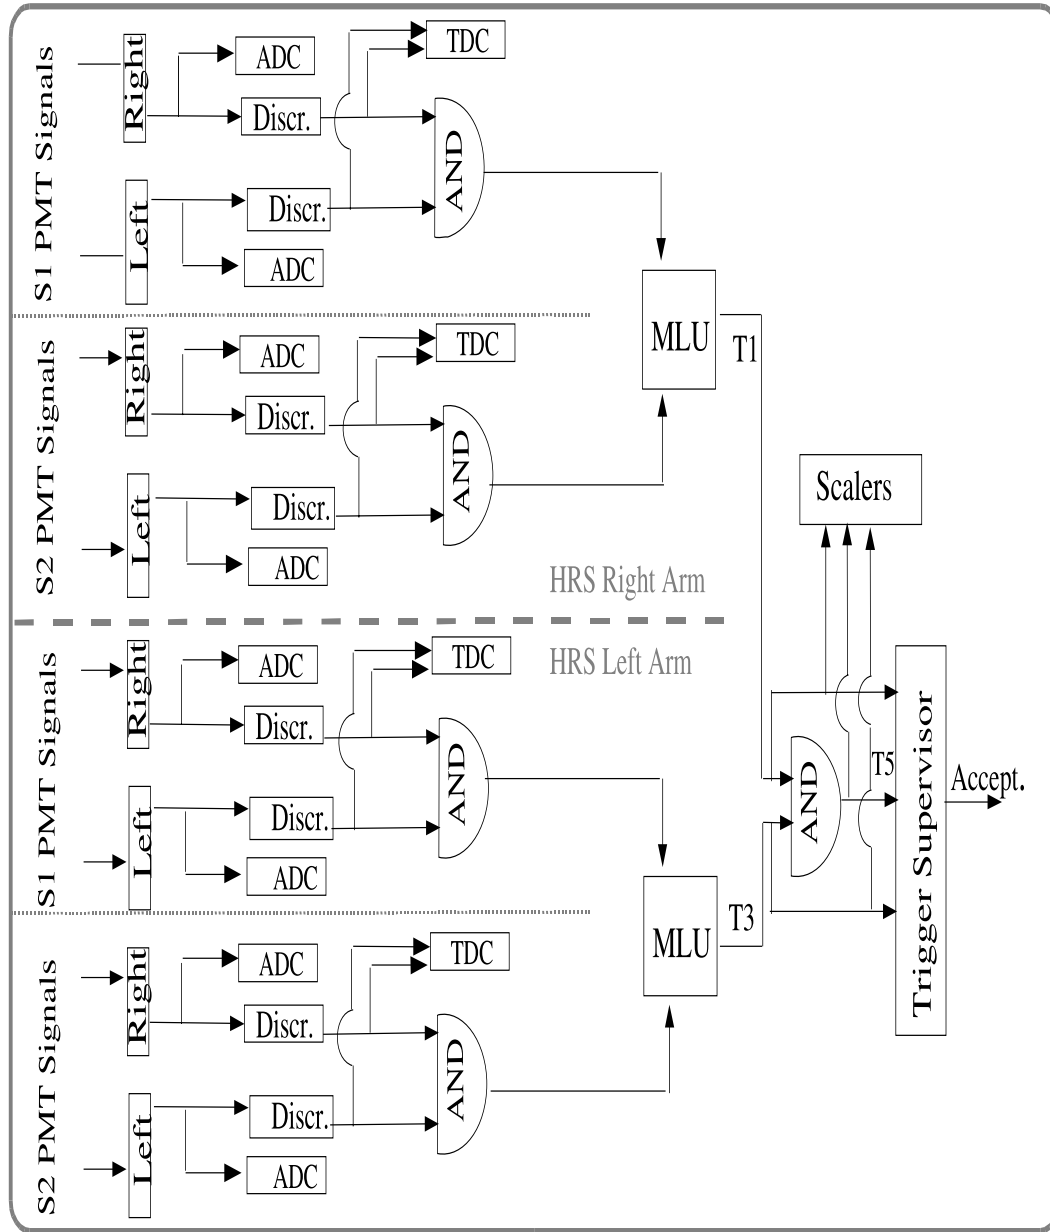 S1 PMT Signals
Right
ADC
TDC
Discr.
AND
Left
Discr.
ADC
MLU
T1
S2 PMT Signals
Right
ADC
TDC
Discr.
AND
Left
Discr.
ADC
Scalers
HRS Right Arm
HRS Left Arm
S1 PMT Signals
Right
ADC
TDC
Discr.
AND
Left
Discr.
ADC
AND
T5
Trigger Supervisor
Accept.
MLU
T3
S2 PMT Signals
Right
ADC
TDC
Discr.
AND
Left
Discr.
ADC